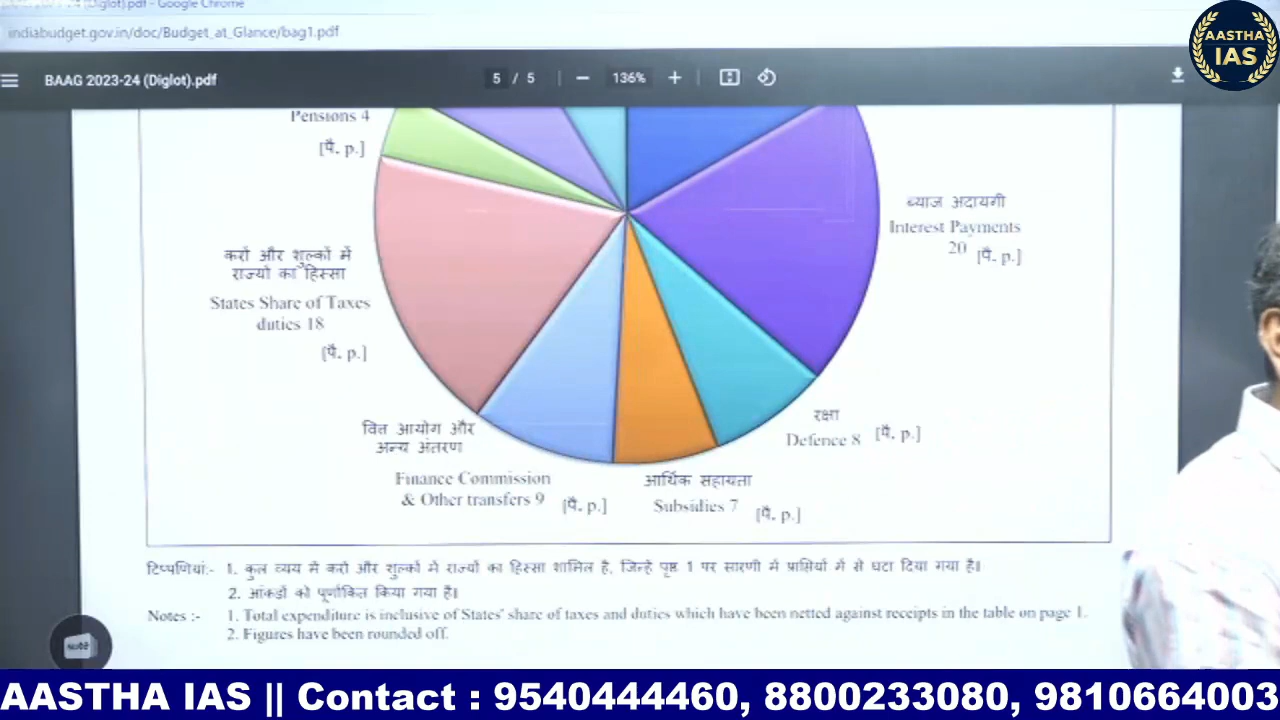 (Diglot).pdf - Google Chrome
indiabudget.gov.in/doc/Budget_at_Glance/bag1.pdf
AASTHA
IAS
BAAG 2023-24 (Diglot).pdf
5 / 5
136%
Pensions 4
[पै. p.]
ब्याज अदायगी
Interest Payments
20 [पै. p.]
करों और शुल्कों में
राज्यों का हिस्सा
States Share of Taxes
duties 18
[पै. p.]
रक्षा
Defence 8 [पै. p.]
वित्त आयोग और
अन्य अंतरण
Finance Commission
& Other transfers 9 [पै. p.]
आर्थिक सहायता
Subsidies 7 [पै. p.]
टिप्पणियां:- 1. कुल व्यय में करों और शुल्कों में राज्यों का हिस्सा शामिल है, जिन्हे पृष्ठ 1 पर सारणी में प्राप्तियों में से घटा दिया गया है।
2. आंकडों को पूर्णांकित किया गया है।
Notes :- 1. Total expenditure is inclusive of States' share of taxes and duties which have been netted against receipts in the table on page 1.
2. Figures have been rounded off.
AASTHA IAS || Contact : 9540444460, 8800233080, 9810664003